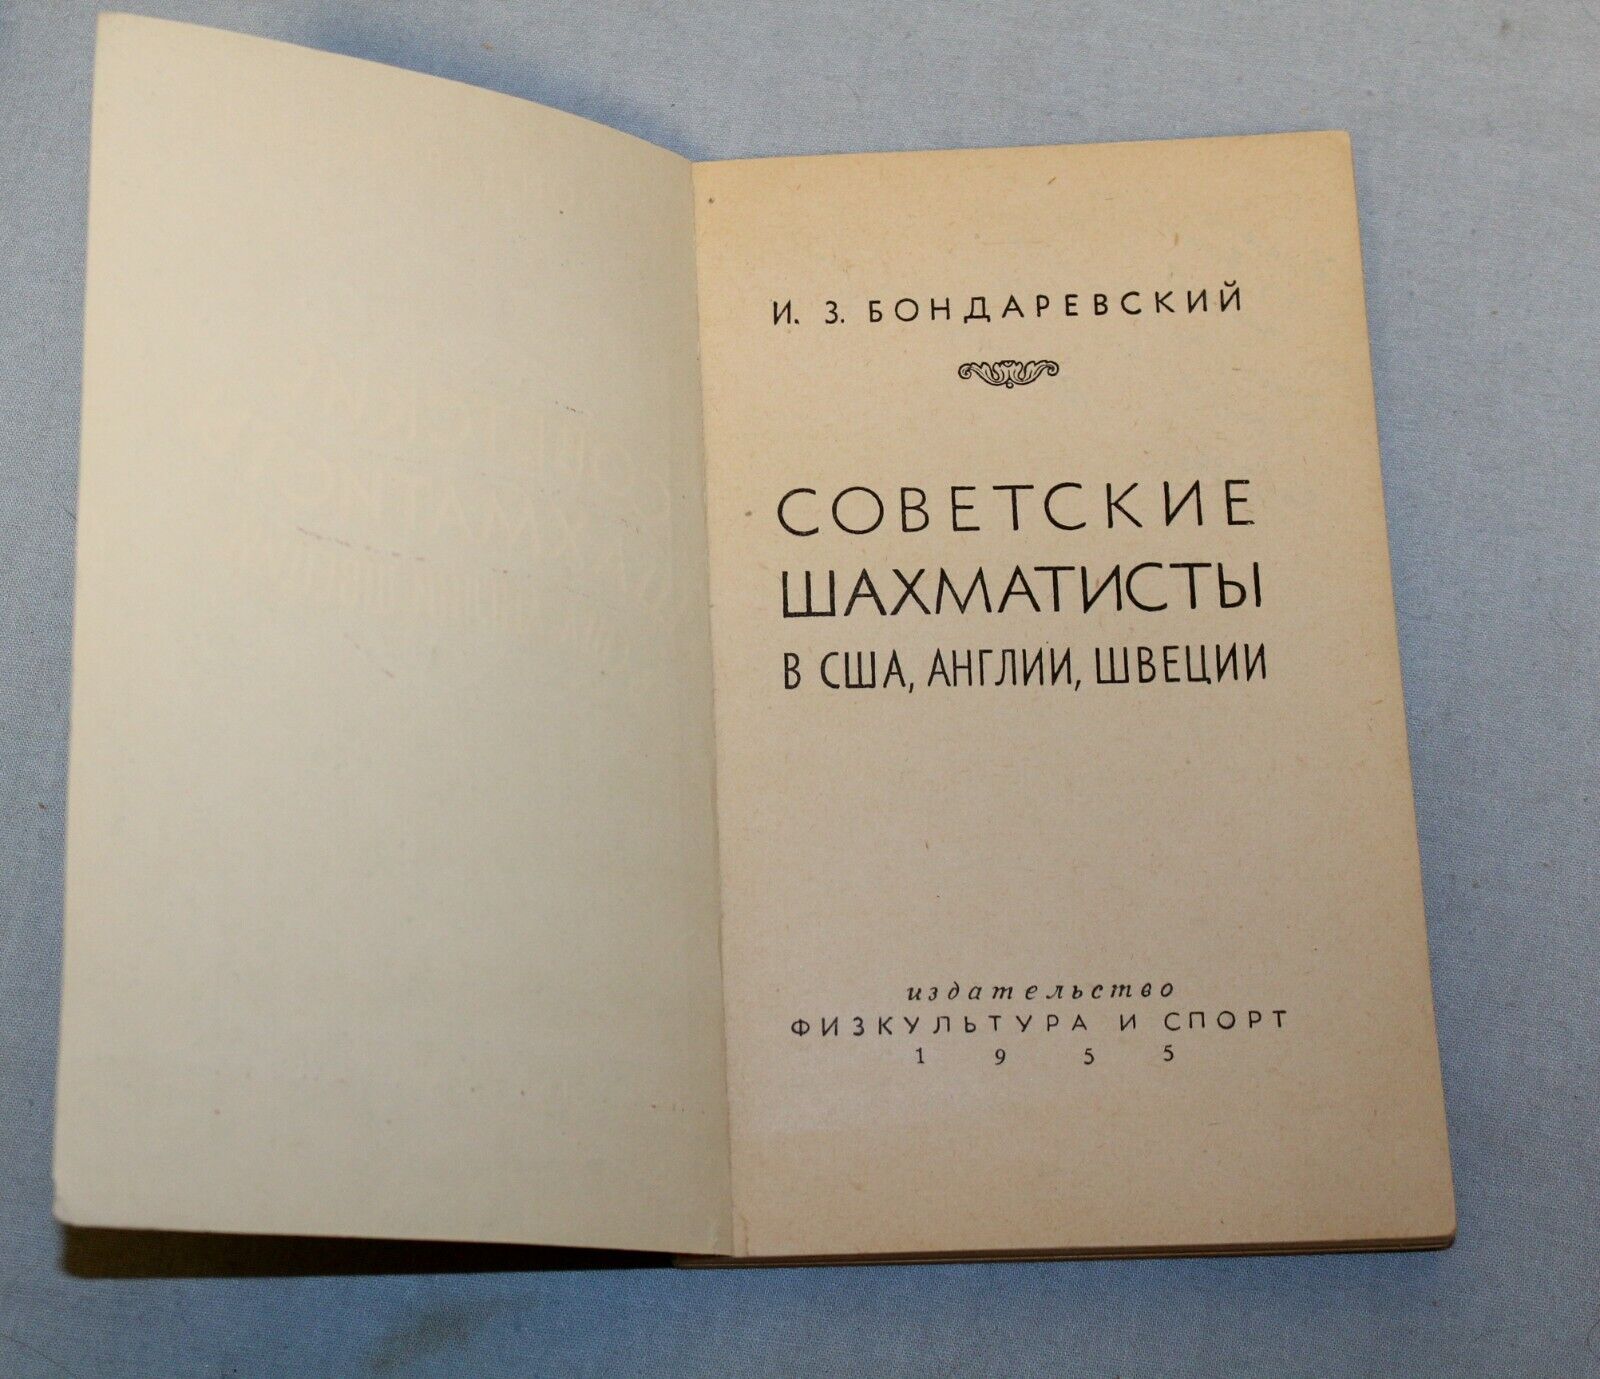 И. З. БОНДАРЕВСКИЙ
СОВЕТСКИЕ
ШАХМАТИСТЫ
В США, АНГЛИИ, ШВЕЦИИ
издательство
ФИЗКУЛЬТУРА И СПОРТ
1955